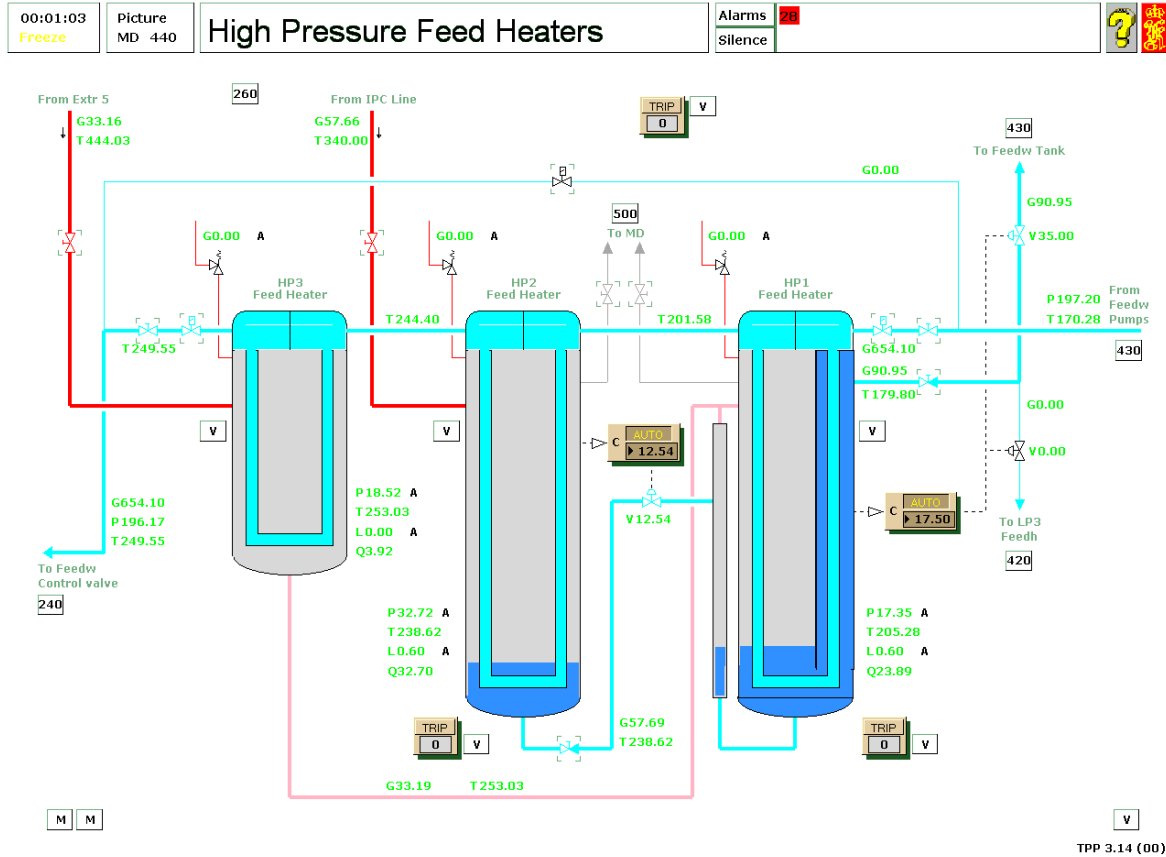 00:01:03
Freeze
Picture
MD 440
High Pressure Feed Heaters
Alarms 28
Silence
?
From Extr 5
260
From IPC Line
TRIP
0
V
G33.16
T444.03
G57.66
T340.00
430
To Feedw Tank
G0.00
G90.95
500
To MD
G0.00 A
G0.00 A
G0.00 A
V35.00
HP3
Feed Heater
HP2
Feed Heater
HP1
Feed Heater
P197.20
T170.28
From
Feedw
Pumps
430
T249.55
T244.40
T201.58
G654.10
G90.95
T179.80
G0.00
V
V
V
C AUTO
12.54
V0.00
V12.54
C AUTO
17.50
To LP3
Feedh
420
G654.10
P196.17
T249.55
To Feedw
Control valve
240
P18.52 A
T253.03
L0.00 A
Q3.92
P32.72 A
T238.62
L0.60 A
Q32.70
P17.35 A
T205.28
L0.60 A
Q23.89
TRIP
0
V
G57.69
T238.62
TRIP
0
V
G33.19 T253.03
M M
V
TPP 3.14 (00)